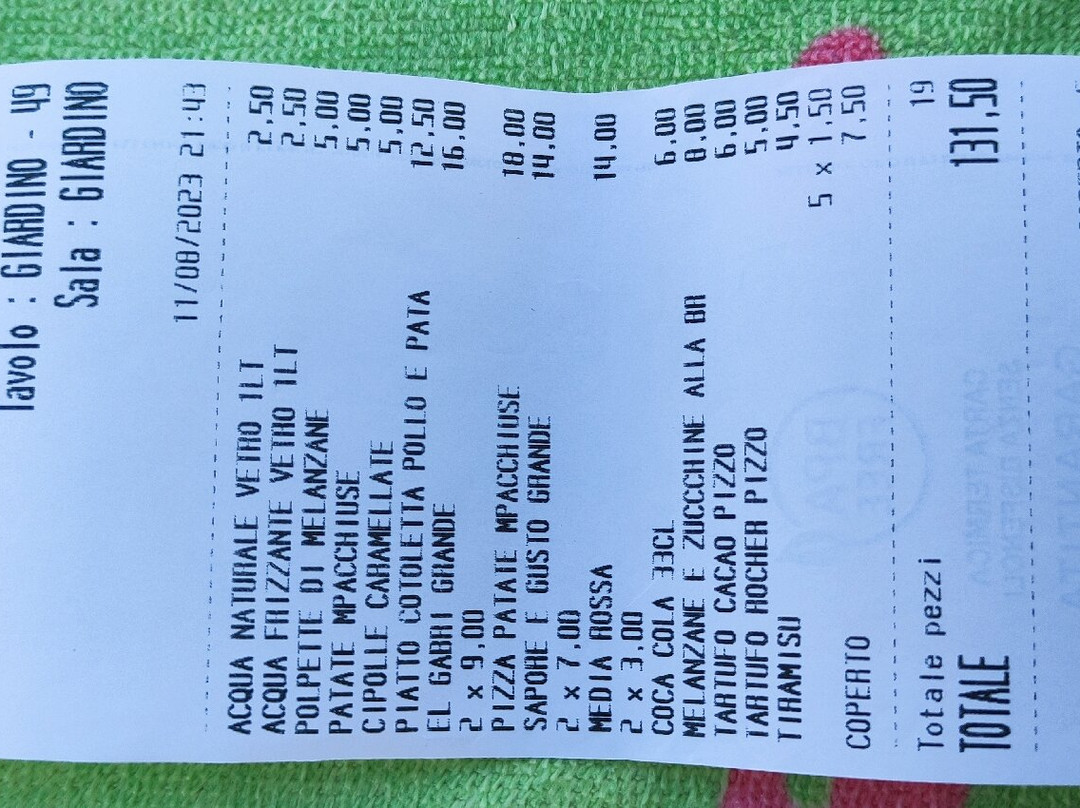 Tavolo : GIARDINO - 49
Sala : GIARDINO
11/08/2023 21:43
ACQUA NATURALE VETRO 1LT 2,50
ACQUA FRIZZANTE VETRO 1LT 2,50
POLPETTE DI MELANZANE 5,00
PATATE MPACCHIUSE 5,00
CIPOLLE CARAMELLATE 5,00
PIATTO COTOLETTA POLLO E PATA 12,50
EL GABRI GRANDE 16,00
2 x 9,00
PIZZA PATATE MPACCHIUSE 18,00
SAPORE E GUSTO GRANDE 14,00
2 x 7,00
MEDIA ROSSA 14,00
2 x 3,00
COCA COLA 33CL 6,00
MELANZANE E ZUCCCHINE ALLA BR 8,00
TARTUFO CACAO PIZZO 6,00
TARTUFO ROCHER PIZZO 5,00
TIRAMISU 4,50
5 x 1,50
COPERTO 7,50
Totale pezzi 19
TOTALE 131,50